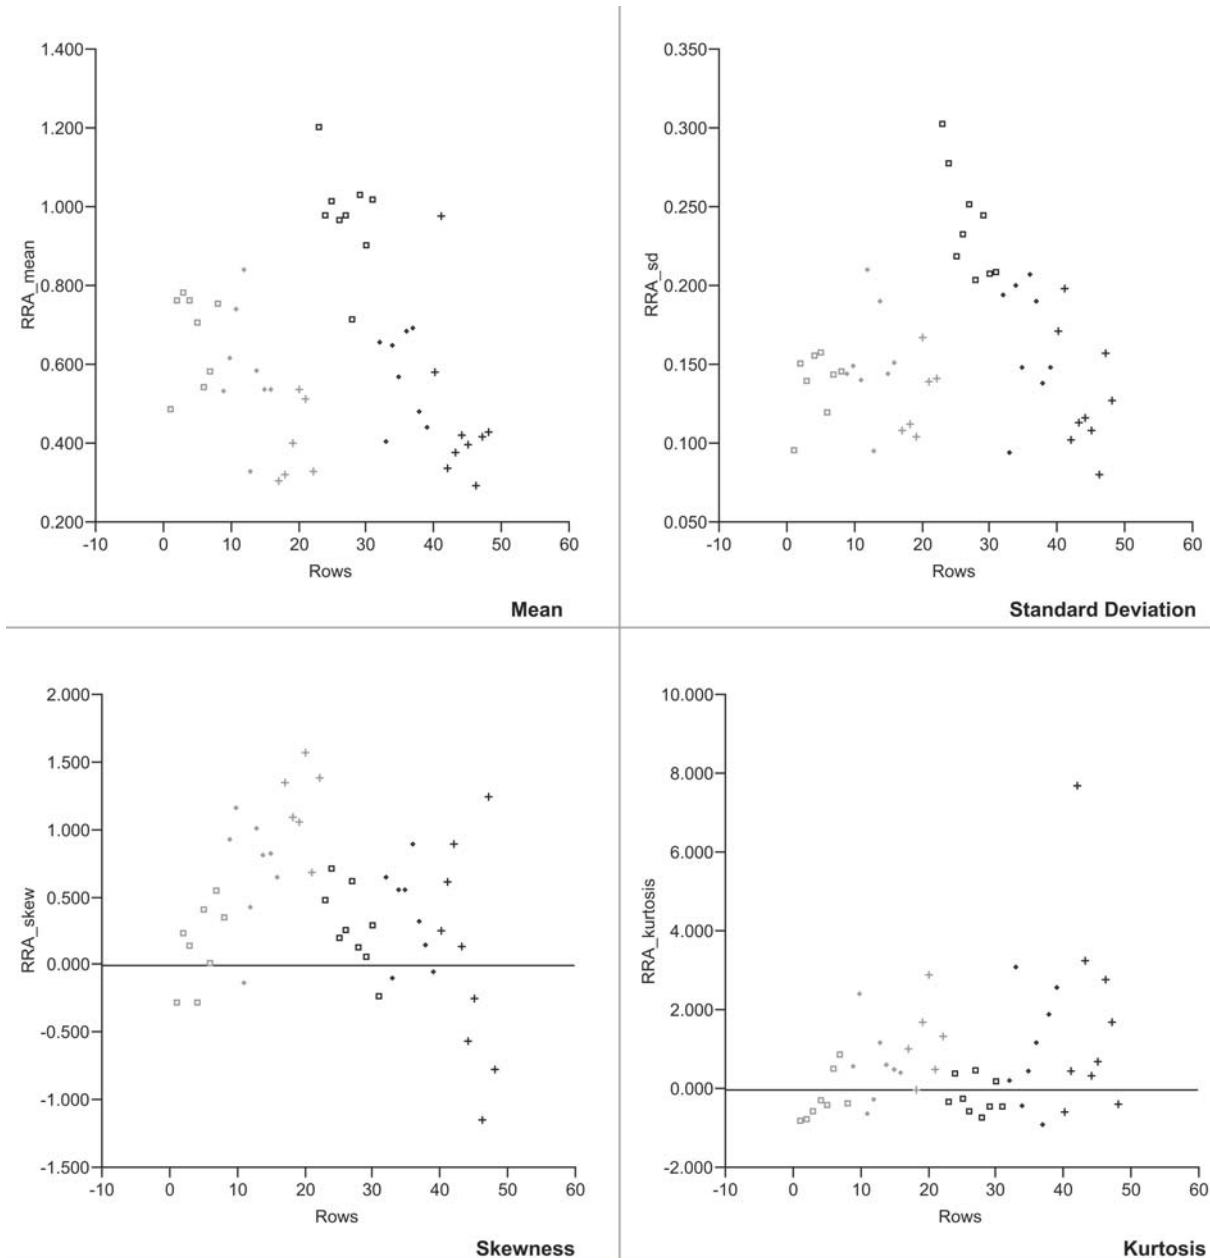 1.400
1.200
1.000
0.800
0.600
0.400
0.200
RRA_mean
-10 0 10 20 30 40 50 60
Rows
Mean
0.350
0.300
0.250
0.200
0.150
0.100
0.050
RRA_sd
-10 0 10 20 30 40 50 60
Rows
Standard Deviation
2.000
1.500
1.000
0.500
0.000
-0.500
-1.000
-1.500
RRA_skew
-10 0 10 20 30 40 50 60
Rows
Skewness
10.000
8.000
6.000
4.000
2.000
0.000
-2.000
RRA_kurtosis
-10 0 10 20 30 40 50 60
Rows
Kurtosis